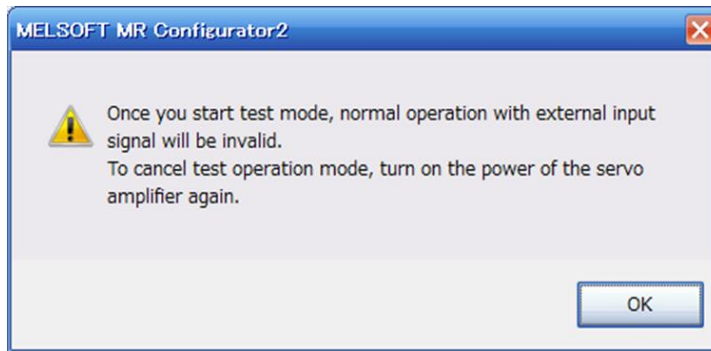 MELSOFT MR Configurator2
Once you start test mode, normal operation with external input
signal will be invalid.
To cancel test operation mode, turn on the power of the servo
amplifier again.
OK